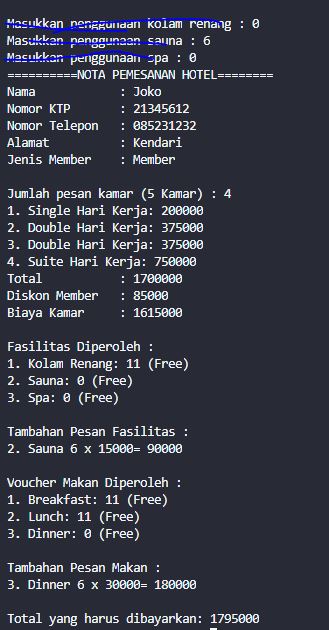 Masukkan penggunaan kolam renang : 0
Masukkan penggunaan sauna : 6
Masukkan penggunaan spa : 0
==========NOTA PEMESANAN HOTEL========
Nama : Joko
Nomor KTP : 21345612
Nomor Telepon : 085231232
Alamat : Kendari
Jenis Member : Member
Jumlah pesan kamar (5 Kamar) : 4
1. Single Hari Kerja: 200000
2. Double Hari Kerja: 375000
3. Double Hari Kerja: 375000
4. Suite Hari Kerja: 750000
Total : 1700000
Diskon Member : 85000
Biaya Kamar : 1615000
Fasilitas Diperoleh :
1. Kolam Renang: 11 (Free)
2. Sauna: 0 (Free)
3. Spa: 0 (Free)
Tambahan Pesan Fasilitas :
2. Sauna 6 x 15000= 90000
Voucher Makan Diperoleh :
1. Breakfast: 11 (Free)
2. Lunch: 11 (Free)
3. Dinner: 0 (Free)
Tambahan Pesan Makan :
3. Dinner 6 x 30000= 180000
Total yang harus dibayarkan: 1795000